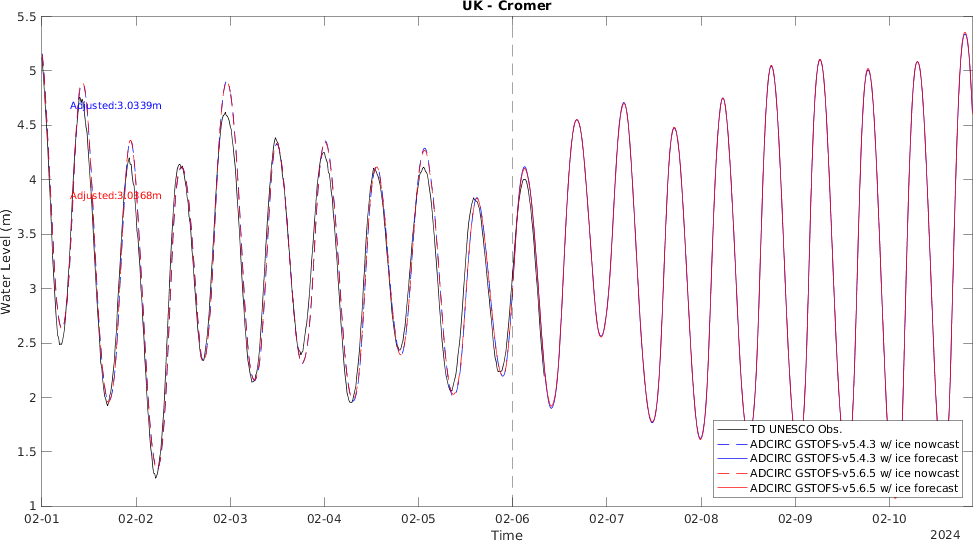 UK - Cromer
5.5
5
4.5
4
3.5
3
2.5
2
1.5
1
Water Level (m)
Adjusted:3.0339m
Adjusted:3.0368m
TD UNESCO Obs.
ADCIRC GSTOFS-v5.4.3 w/ ice nowcast
ADCIRC GSTOFS-v5.4.3 w/ ice forecast
ADCIRC GSTOFS-v5.6.5 w/ ice nowcast
ADCIRC GSTOFS-v5.6.5 w/ ice forecast
02-01 02-02 02-03 02-04 02-05 02-06 02-07 02-08 02-09 02-10
Time
2024